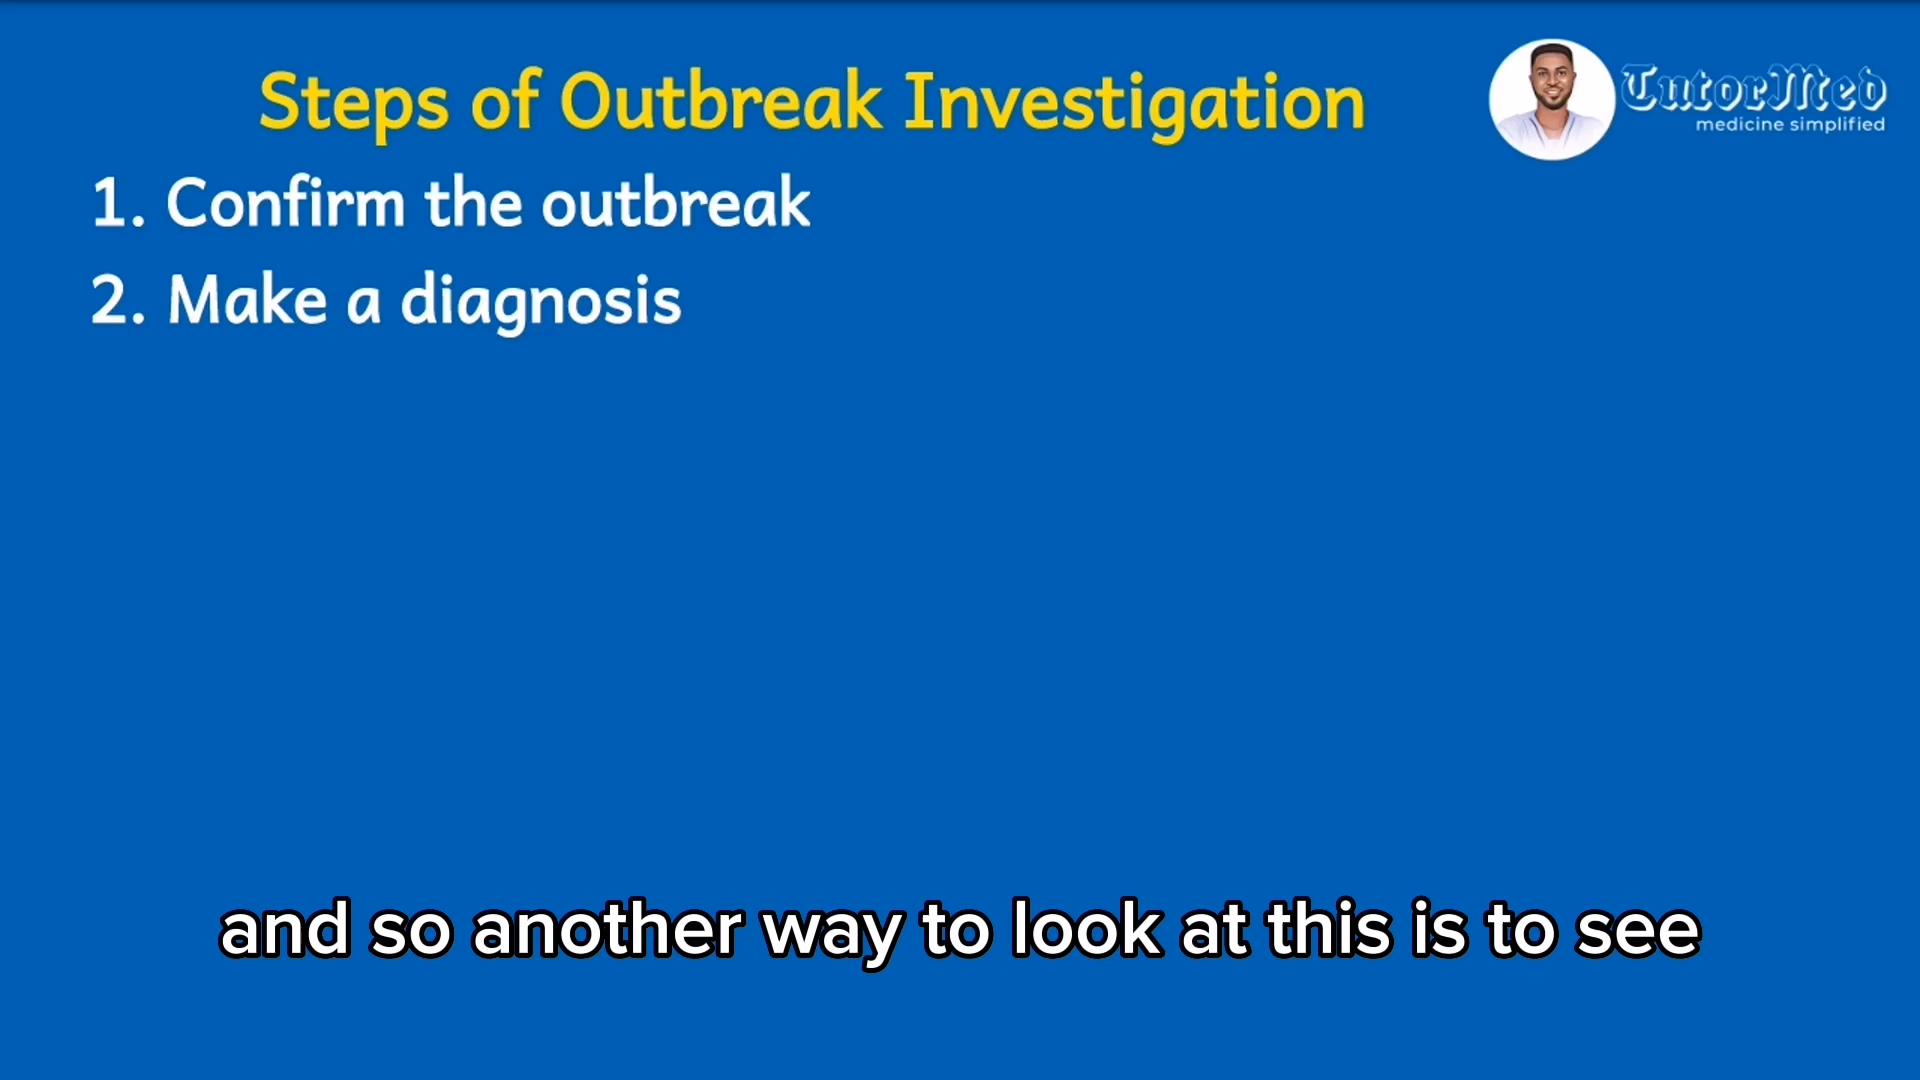 Steps of Outbreak Investigation
TutorMed
medicine simplified
1. Confirm the outbreak
2. Make a diagnosis
and so another way to look at this is to see